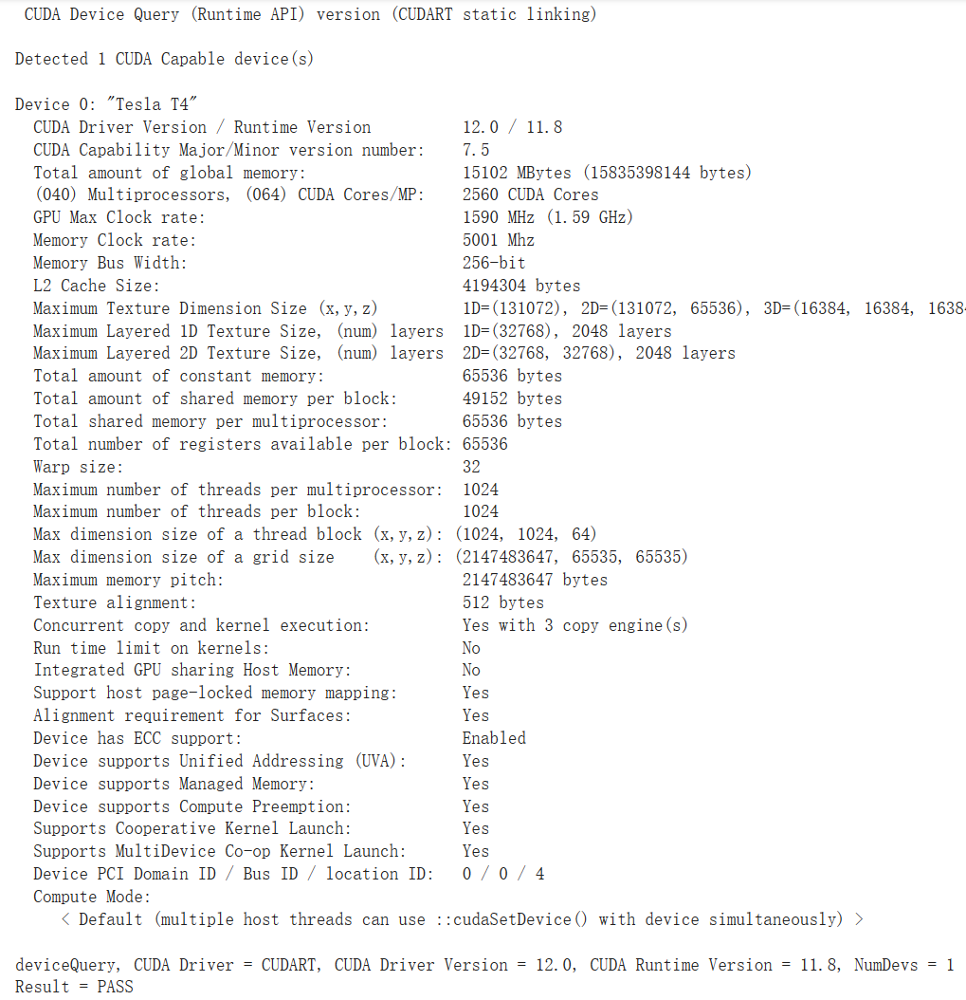 CUDA Device Query (Runtime API) version (CUDART static linking)
Detected 1 CUDA Capable device(s)
Device 0: "Tesla T4"
CUDA Driver Version / Runtime Version 12.0 / 11.8
CUDA Capability Major/Minor version number: 7.5
Total amount of global memory: 15102 MBytes (15835398144 bytes)
(040) Multiprocessors, (064) CUDA Cores/MP: 2560 CUDA Cores
GPU Max Clock rate: 1590 MHz (1.59 GHz)
Memory Clock rate: 5001 Mhz
Memory Bus Width: 256-bit
L2 Cache Size: 4194304 bytes
Maximum Texture Dimension Size (x,y,z) 1D=(131072), 2D=(131072, 65536), 3D=(16384, 16384, 1638
Maximum Layered 1D Texture Size, (num) layers 1D=(32768), 2048 layers
Maximum Layered 2D Texture Size, (num) layers 2D=(32768, 32768), 2048 layers
Total amount of constant memory: 65536 bytes
Total amount of shared memory per block: 49152 bytes
Total shared memory per multiprocessor: 65536 bytes
Total number of registers available per block: 65536
Warp size: 32
Maximum number of threads per multiprocessor: 1024
Maximum number of threads per block: 1024
Max dimension size of a thread block (x,y,z): (1024, 1024, 64)
Max dimension size of a grid size (x,y,z): (2147483647, 65535, 65535)
Maximum memory pitch: 2147483647 bytes
Texture alignment: 512 bytes
Concurrent copy and kernel execution: Yes with 3 copy engine(s)
Run time limit on kernels: No
Integrated GPU sharing Host Memory: No
Support host page-locked memory mapping: Yes
Alignment requirement for Surfaces: Yes
Device has ECC support: Enabled
Device supports Unified Addressing (UVA): Yes
Device supports Managed Memory: Yes
Device supports Compute Preemption: Yes
Supports Cooperative Kernel Launch: Yes
Supports MultiDevice Co-op Kernel Launch: Yes
Device PCI Domain ID / Bus ID / location ID: 0 / 0 / 4
Compute Mode:
< Default (multiple host threads can use ::cudaSetDevice() with device simultaneously) >
deviceQuery, CUDA Driver = CUDART, CUDA Driver Version = 12.0, CUDA Runtime Version = 11.8, NumDevs = 1
Result = PASS